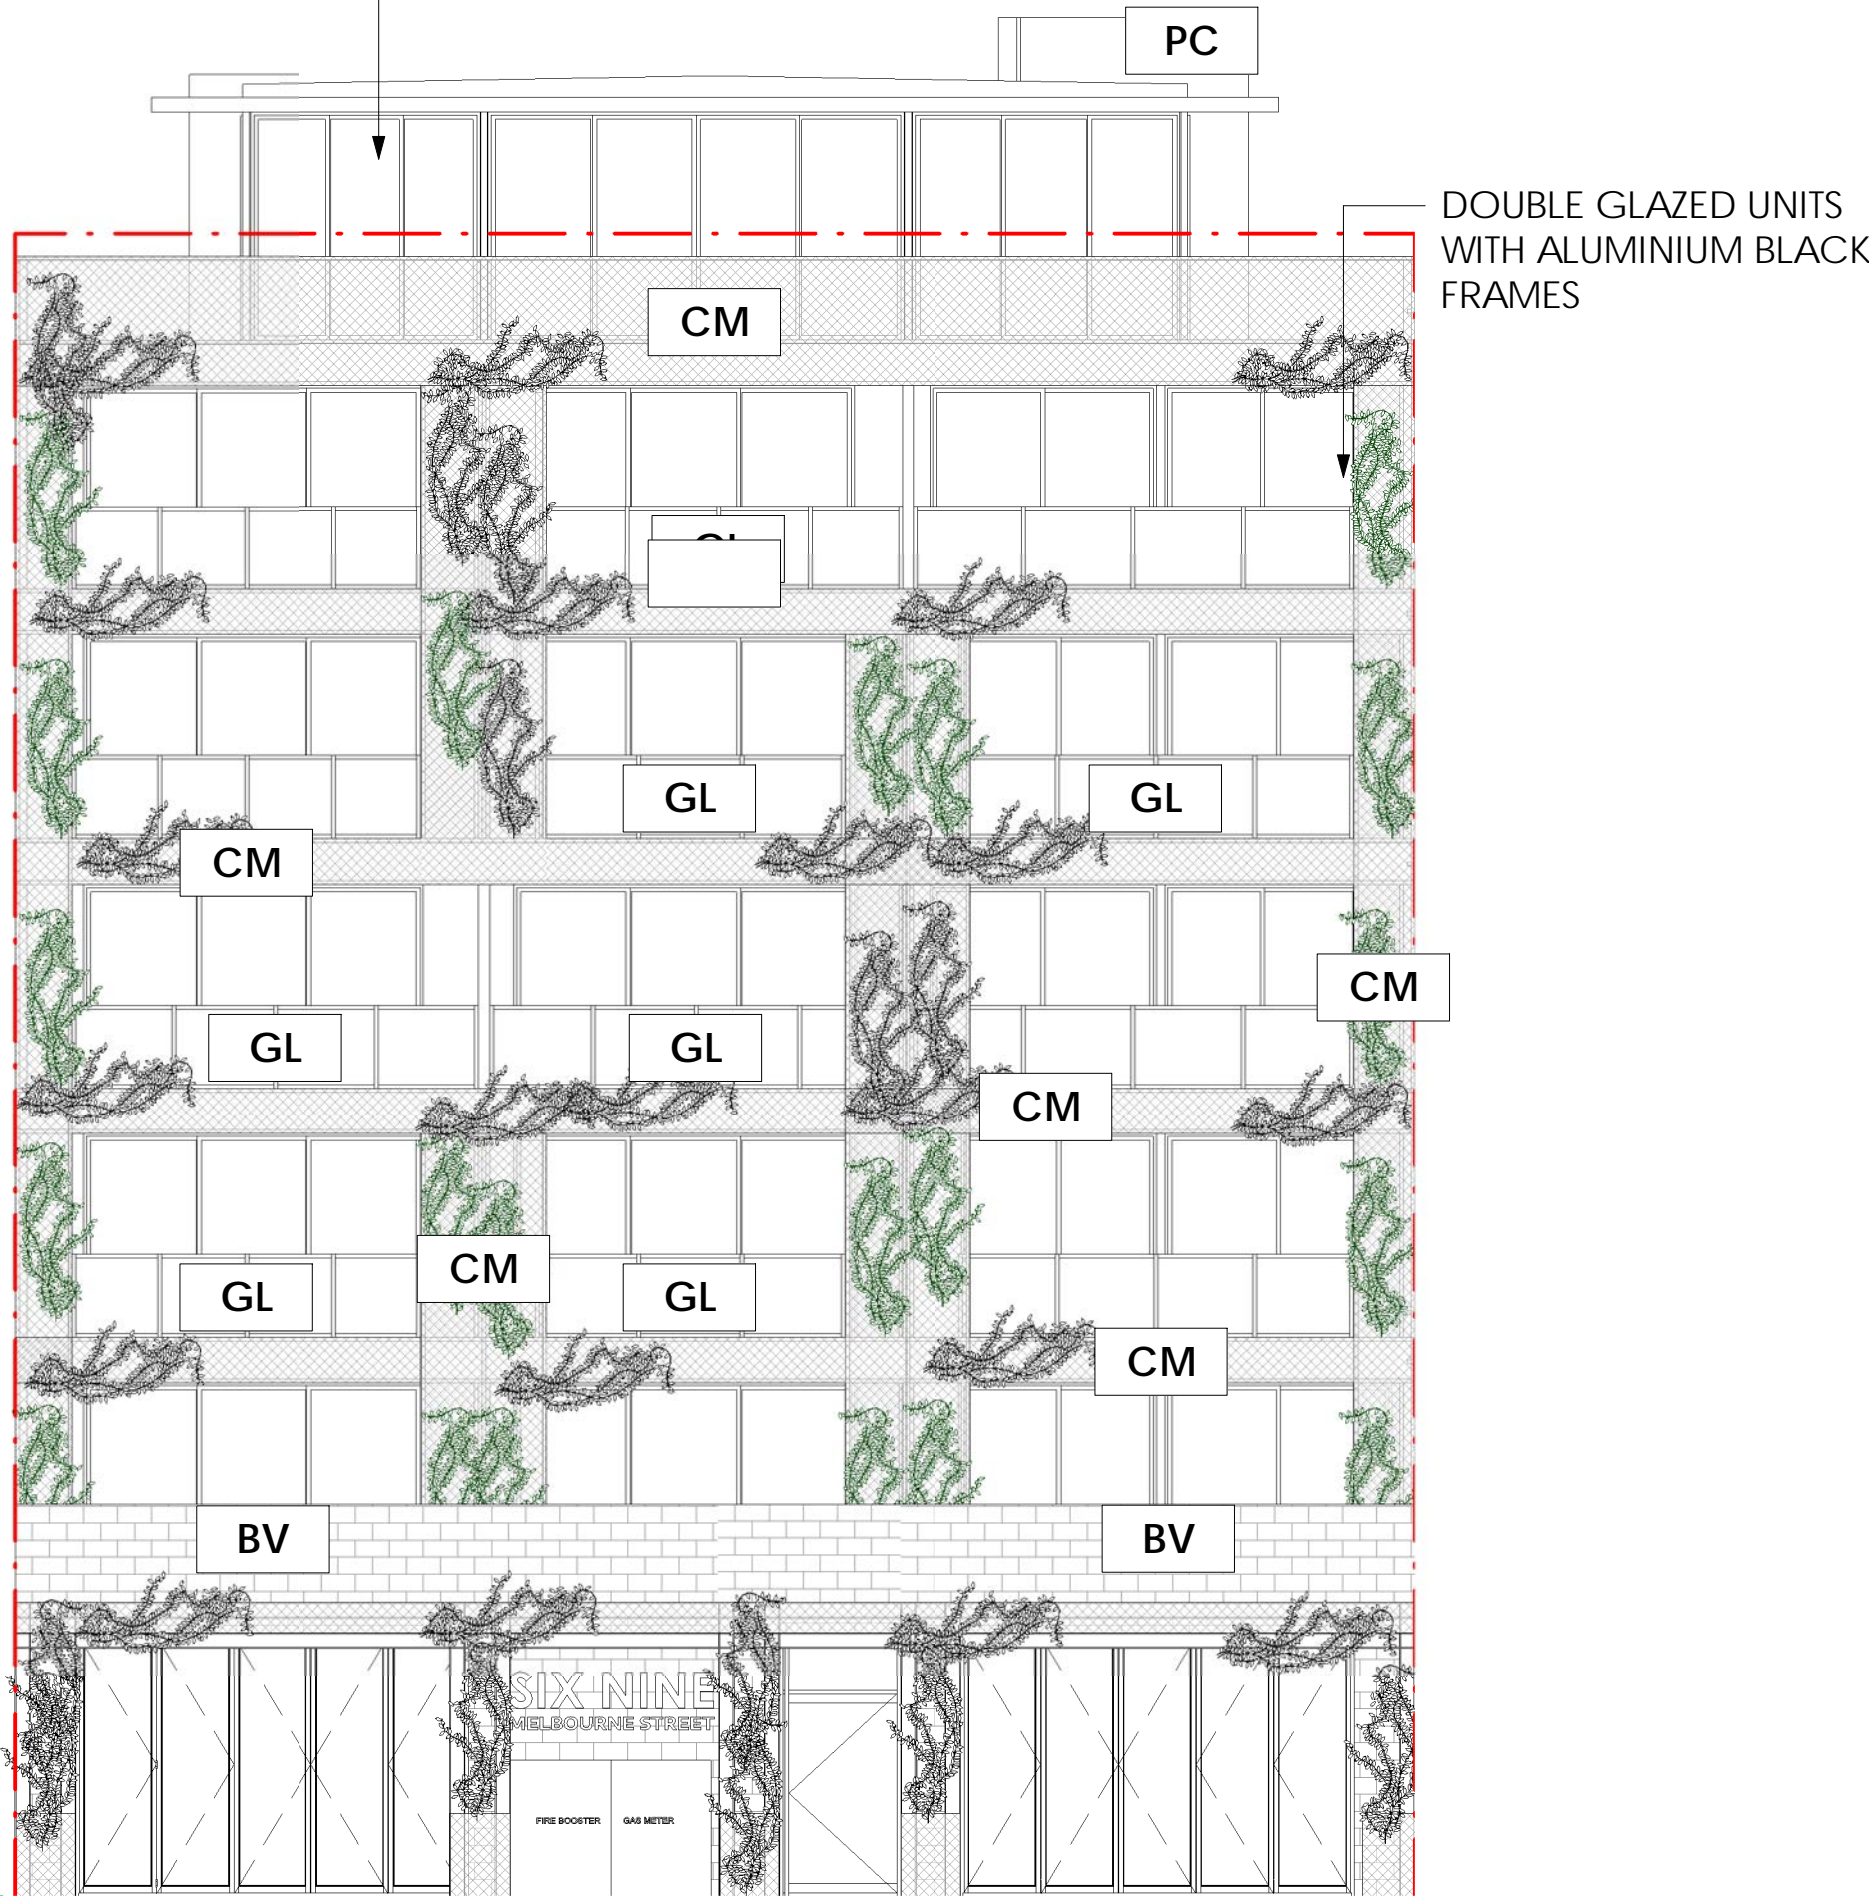 PC
DOUBLE GLAZED UNITS
WITH ALUMINIUM BLACK
FRAMES
CM
GL
GL
CM
CM
GL
GL
CM
CM
GL
GL
CM
BV
BV
SIX NINE
MELBOURNE STREET
FIRE BOOSTER
GAS METER